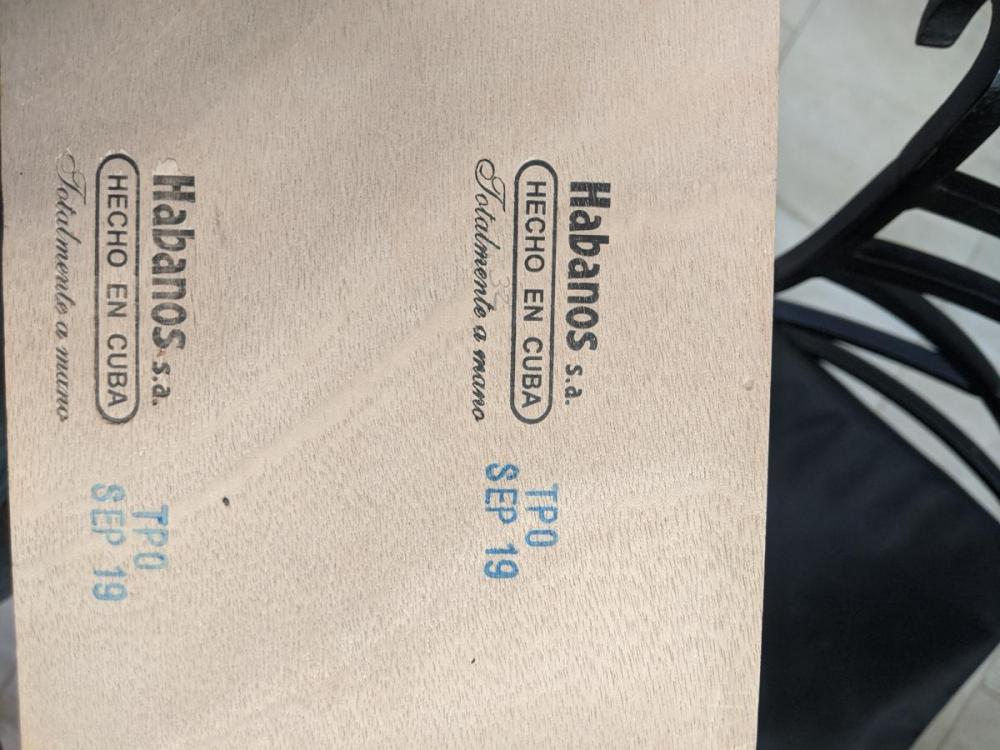 Habanos s.a.
HECHO EN CUBA
Totalmente a mano
TPO
SEP 19
Habanos s.a.
HECHO EN CUBA
Totalmente a mano
TPO
SEP 19